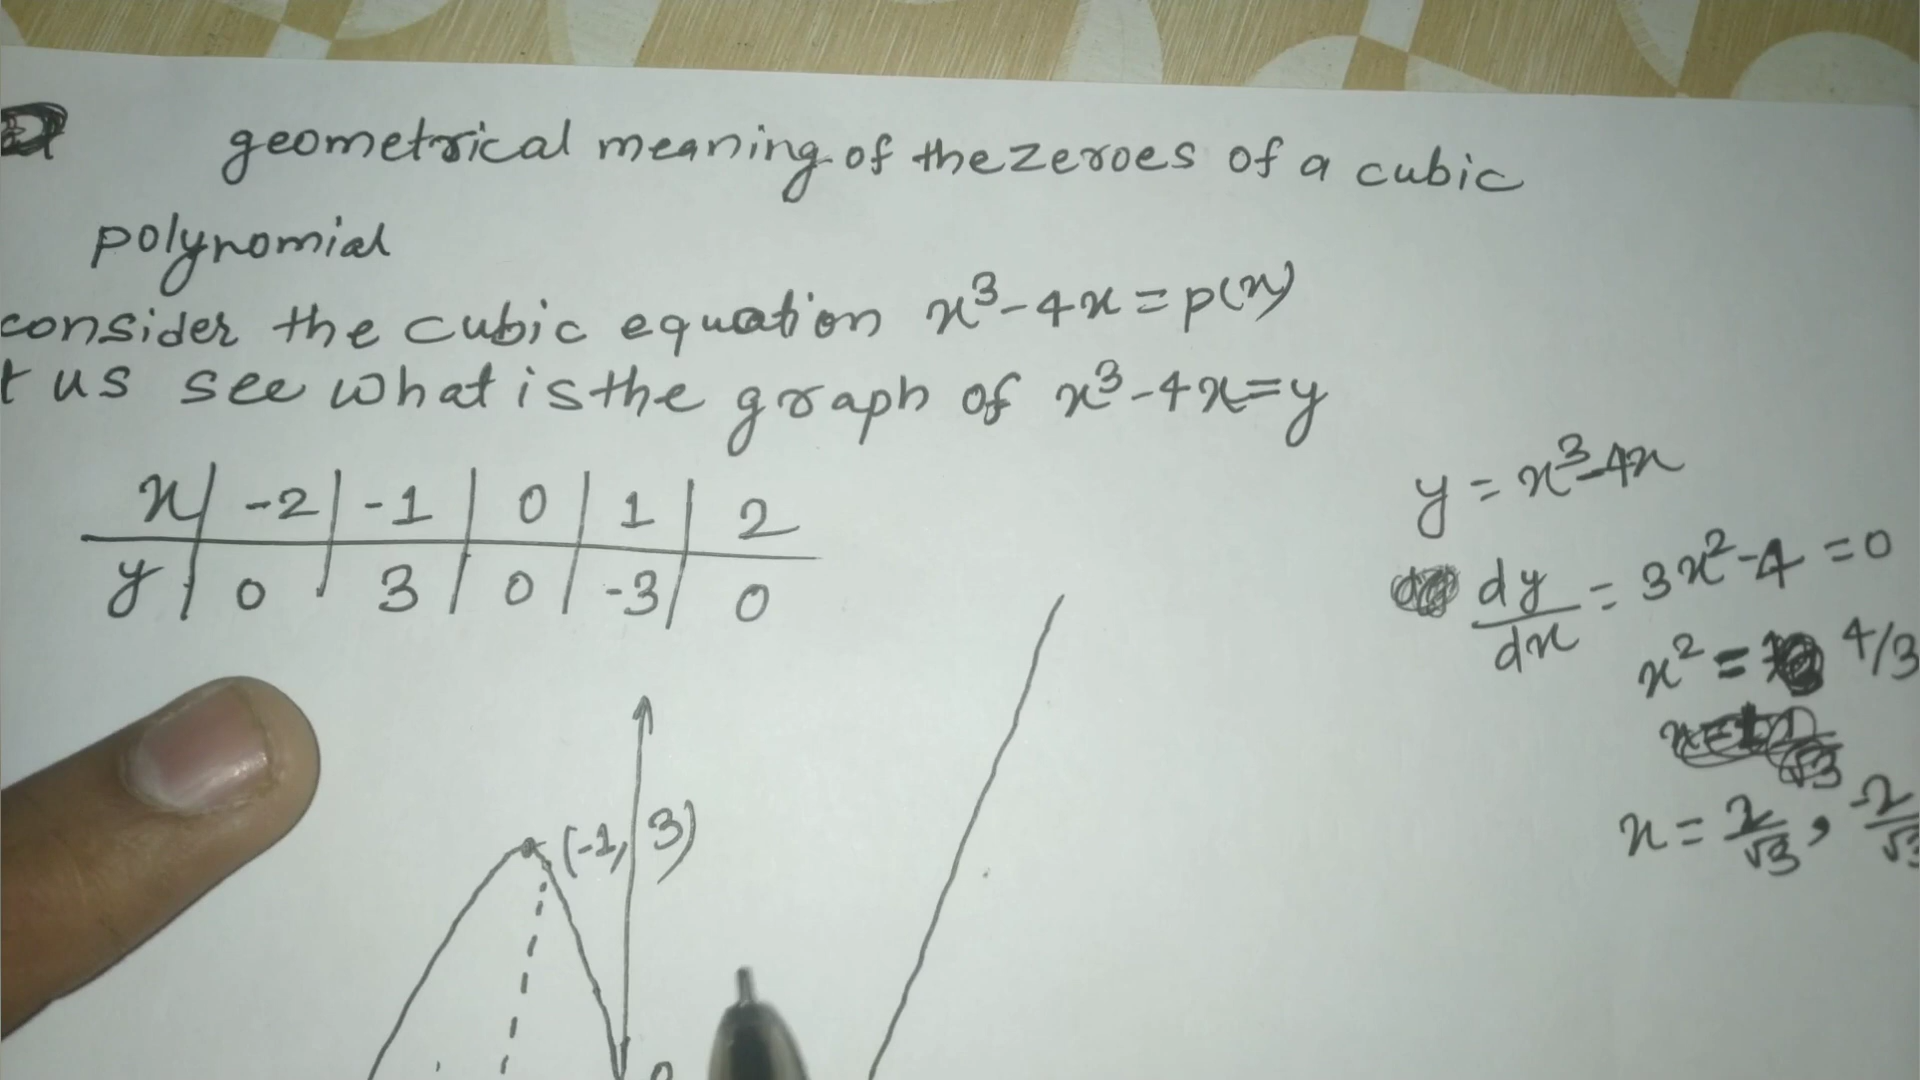 geometrical meaning of the zeroes of a cubic
polynomial
consider the cubic equation x³-4x=p(x)
t us see what is the graph of x³-4x=y
x | -2 | -1 | 0 | 1 | 2
y | 0 | 3 | 0 | -3 | 0
(-1, 3)
y = x³-4x
dy/dx = 3x²-4 = 0
x² = 4/3
x = 2/√3, -2/√3